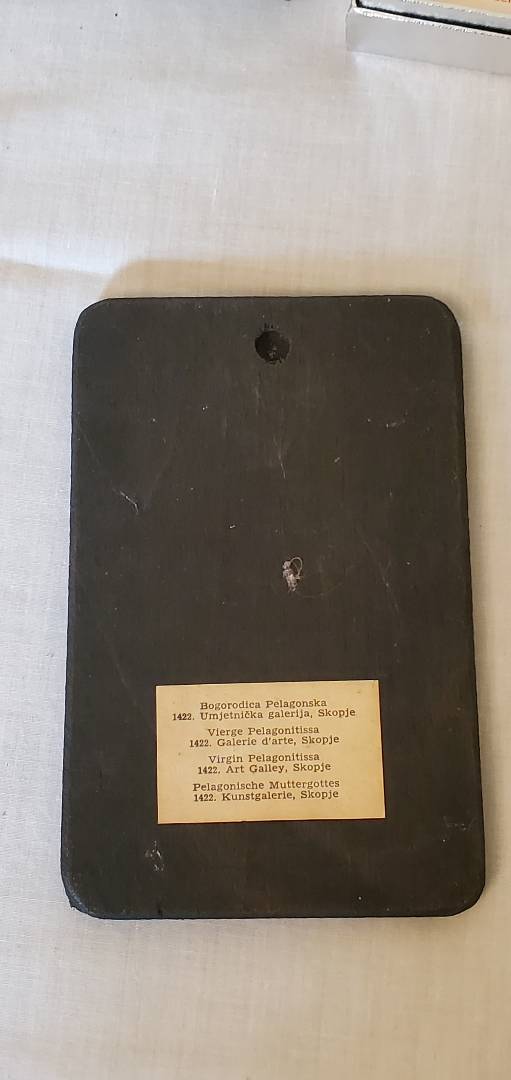 Bogorodica Pelagonska
1422. Umjetnička galerija, Skopje
Vierge Pelagonitissa
1422. Galerie d'arte, Skopje
Virgin Pelagonitissa
1422. Art Galley, Skopje
Pelagonische Muttergottes
1422. Kunstgalerie, Skopje